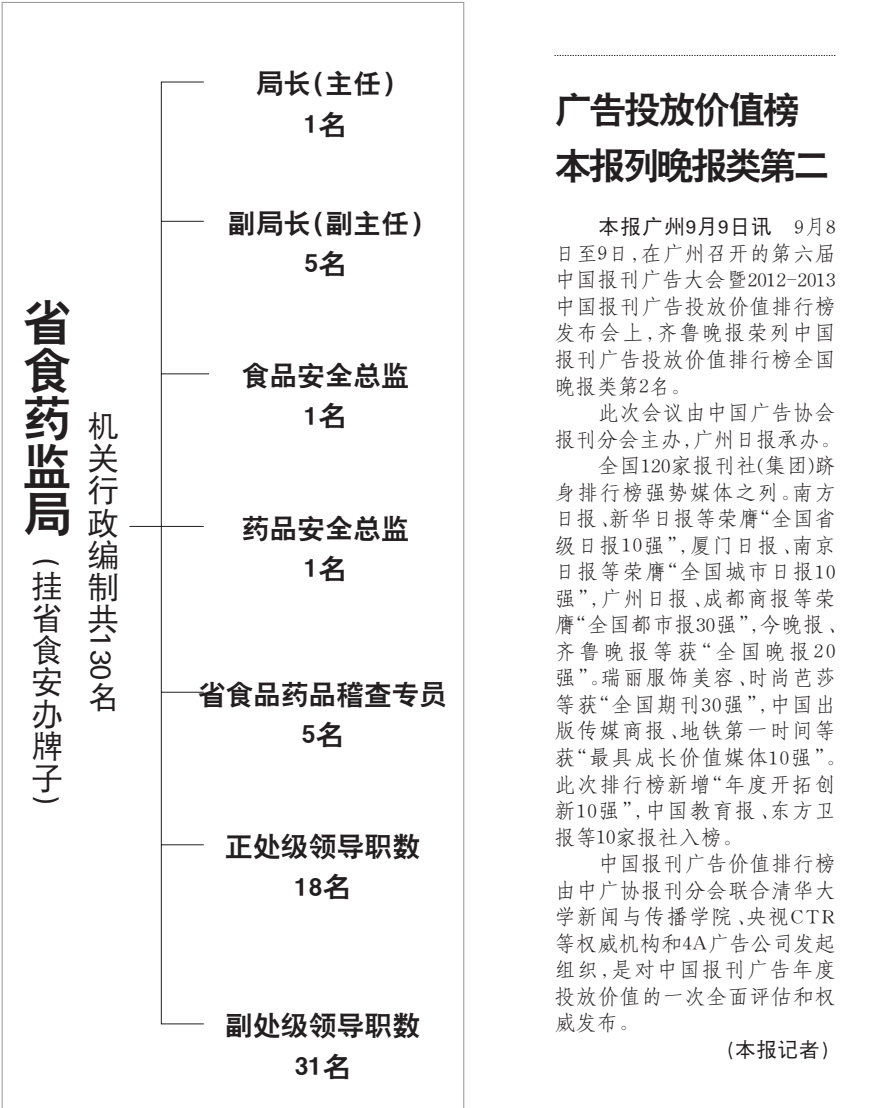 省食药监局(挂省食安办牌子)
机关行政编制共130名
局长(主任)
1名
副局长(副主任)
5名
食品安全总监
1名
药品安全总监
1名
省食品药品稽查专员
5名
正处级领导职数
18名
副处级领导职数
31名
广告投放价值榜
本报列晚报类第二
本报广州9月9日讯 9月8
日至9日,在广州召开的第六届
中国报刊广告大会暨2012-2013
中国报刊广告投放价值排行榜
发布会上,齐鲁晚报荣列中国
报刊广告投放价值排行榜全国
晚报类第2名。
此次会议由中国广告协会
报刊分会主办,广州日报承办。
全国120家报刊社(集团)跻
身排行榜强势媒体之列。南方
日报、新华日报等荣膺“全国省
级日报10强”,厦门日报、南京
日报等荣膺“全国城市日报10
强”,广州日报、成都商报等荣
膺“全国都市报30强”,今晚报、
齐鲁晚报等获“全国晚报20
强”。瑞丽服饰美容、时尚芭莎
等获“全国期刊30强”,中国出
版传媒商报、地铁第一时间等
获“最具成长价值媒体10强”。
此次排行榜新增“年度开拓创
新10强”,中国教育报、东方卫
报等10家报社入榜。
中国报刊广告价值排行榜
由中广协报刊分会联合清华大
学新闻与传播学院、央视CTR
等权威机构和4A广告公司发起
组织,是对中国报刊广告年度
投放价值的一次全面评估和权
威发布。
(本报记者)